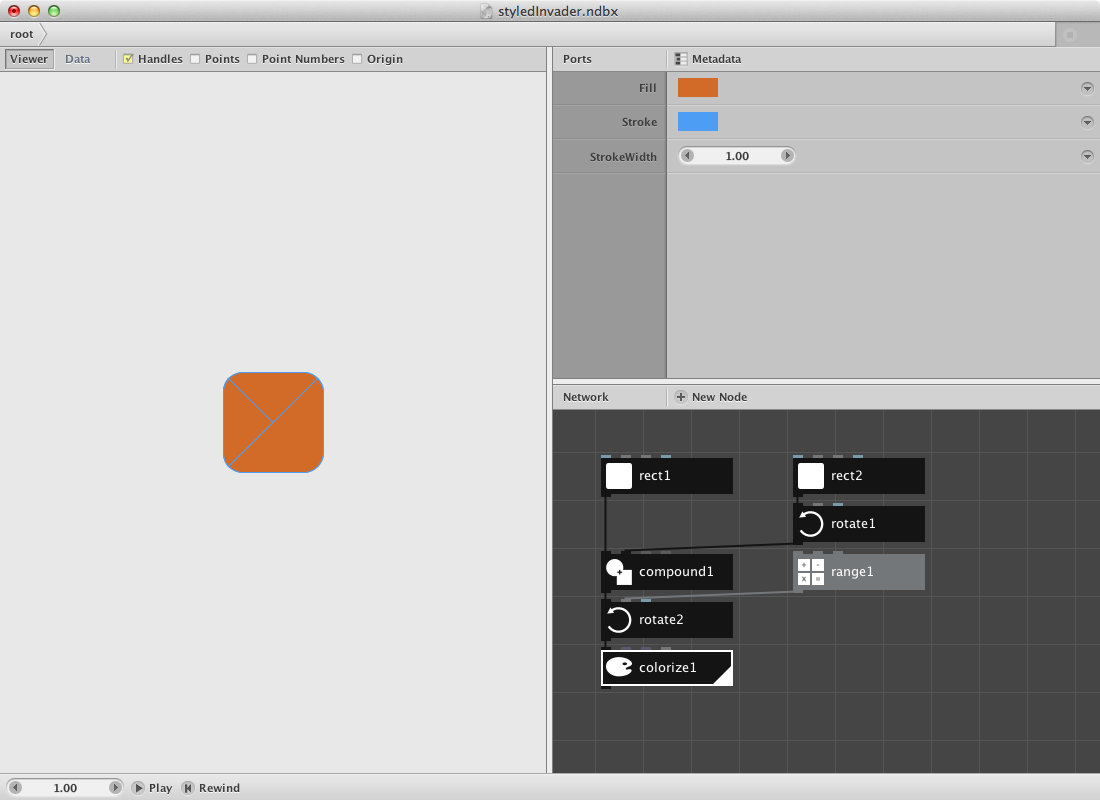 styledInvader.ndbx
root
Viewer Data Handles Points Point Numbers Origin
Ports Metadata
Fill
Stroke
StrokeWidth 1.00
Network New Node
rect1 rect2
rotate1
compound1 range1
rotate2
colorize1
1.00 Play Rewind